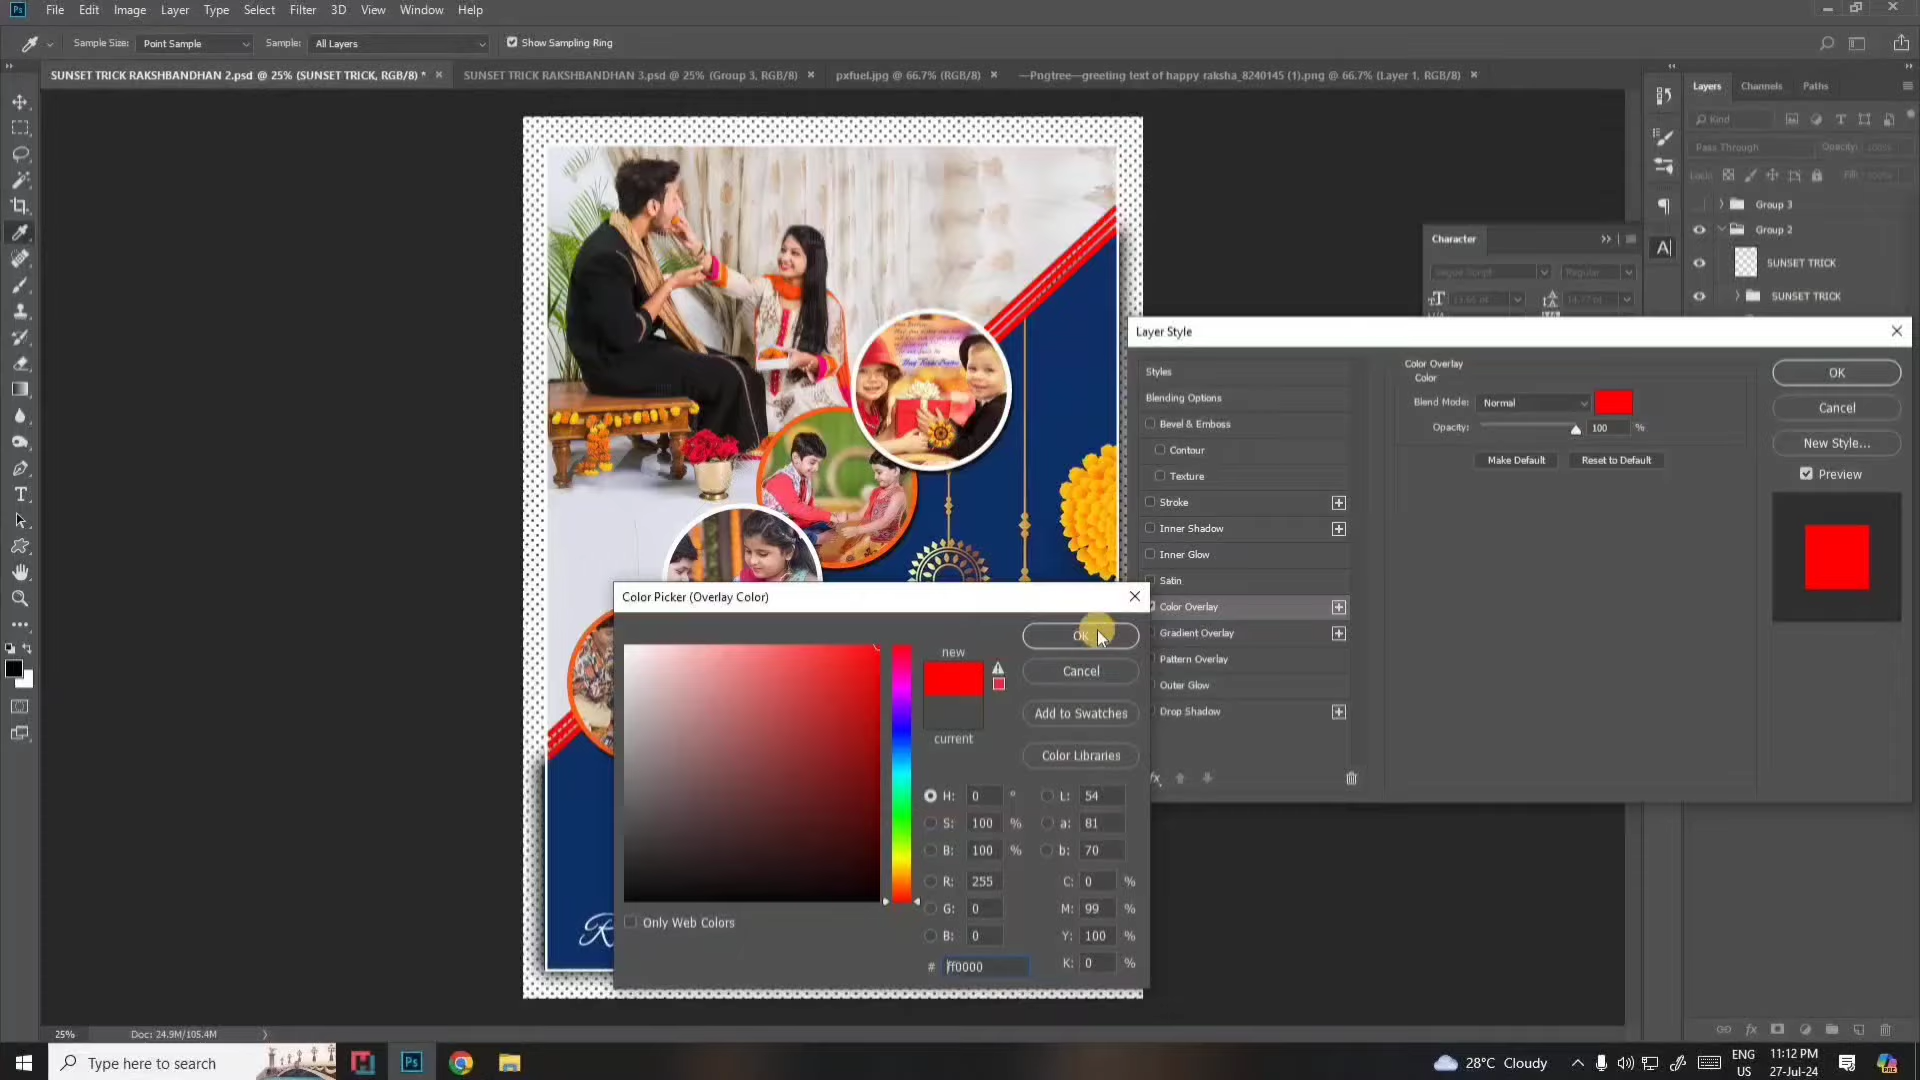 Ps File Edit Image Layer Type Select Filter 3D View Window Help
Sample Size: Point Sample Sample: All Layers Show Sampling Ring
SUNSET TRICK RAKSHBANDHAN 2.psd @ 25% (SUNSET TRICK, RGB/8) *
SUNSET TRICK RAKSHBANDHAN 3.psd @ 25% (Group 3, RGB/8)
pxfuel.jpg @ 66.7% (RGB/8)
—Pngtree—greeting text of happy raksha_8240145 (1).png @ 66.7% (Layer 1, RGB/8)
Layers Channels Paths
Kind
Pass Through Opacity: 100%
Lock: Fill: 100%
Group 3
Group 2
SUNSET TRICK
SUNSET TRICK
Character
Regular
Layer Style
Styles
Blending Options
Bevel & Emboss
Contour
Texture
Stroke
Inner Shadow
Inner Glow
Satin
Color Overlay
Gradient Overlay
Pattern Overlay
Outer Glow
Drop Shadow
fx
Color Overlay
Color
Blend Mode: Normal
Opacity: 100 %
Make Default Reset to Default
OK
Cancel
New Style...
Preview
Color Picker (Overlay Color)
new
current
OK
Cancel
Add to Swatches
Color Libraries
H: 0 ° L: 54
S: 100 % a: 81
B: 100 % b: 70
R: 255 C: 0 %
G: 0 M: 99 %
B: 0 Y: 100 %
# ff0000 K: 0 %
Only Web Colors
R
25% Doc: 24.9M/105.4M
Type here to search
Ps
28°C Cloudy
ENG
US
11:12 PM
27-Jul-24